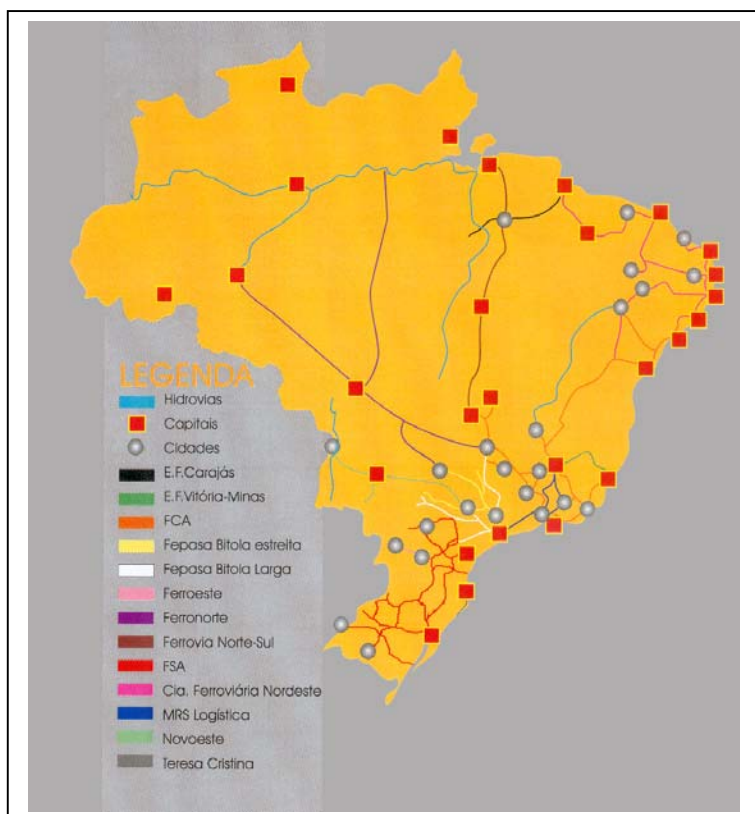 LEGENDA
Hidrovias
Capitais
Cidades
E.F.Carajás
E.F.Vitória-Minas
FCA
Fepasa Bitola estreita
Fepasa Bitola Larga
Ferroeste
Ferronorte
Ferrovia Norte-Sul
FSA
Cia. Ferroviária Nordeste
MRS Logística
Novoeste
Teresa Cristina